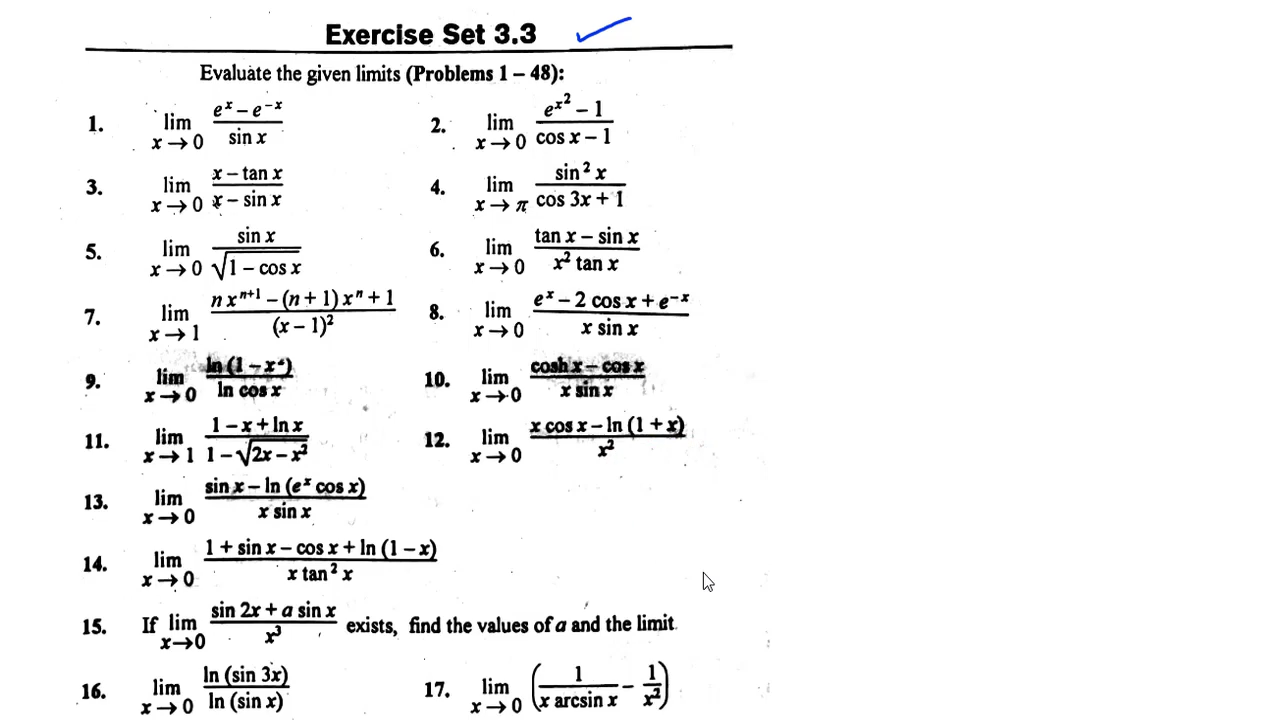 Exercise Set 3.3
Evaluate the given limits (Problems 1 – 48):
1. lim x→0 (e^x – e^–x)/(sin x)
2. lim x→0 (e^x² – 1)/(cos x – 1)
3. lim x→0 (x – tan x)/(x – sin x)
4. lim x→π (sin² x)/(cos 3x + 1)
5. lim x→0 (sin x)/(√(1 – cos x))
6. lim x→0 (tan x – sin x)/(x² tan x)
7. lim x→1 (n x^n+1 – (n + 1) x^n + 1)/((x – 1)²)
8. lim x→0 (e^x – 2 cos x + e^–x)/(x sin x)
9. lim x→0 (ln (1 – x²))/(ln cos x)
10. lim x→0 (cosh x – cos x)/(x sin x)
11. lim x→1 (1 – x + ln x)/(1 – √(2x – x²))
12. lim x→0 (x cos x – ln (1 + x))/(x²)
13. lim x→0 (sin x – ln (e^x cos x))/(x sin x)
14. lim x→0 (1 + sin x – cos x + ln (1 – x))/(x tan² x)
15. If lim x→0 (sin 2x + a sin x)/(x³) exists, find the values of a and the limit.
16. lim x→0 (ln (sin 3x))/(ln (sin x))
17. lim x→0 (1/(x arcsin x) – 1/x²)